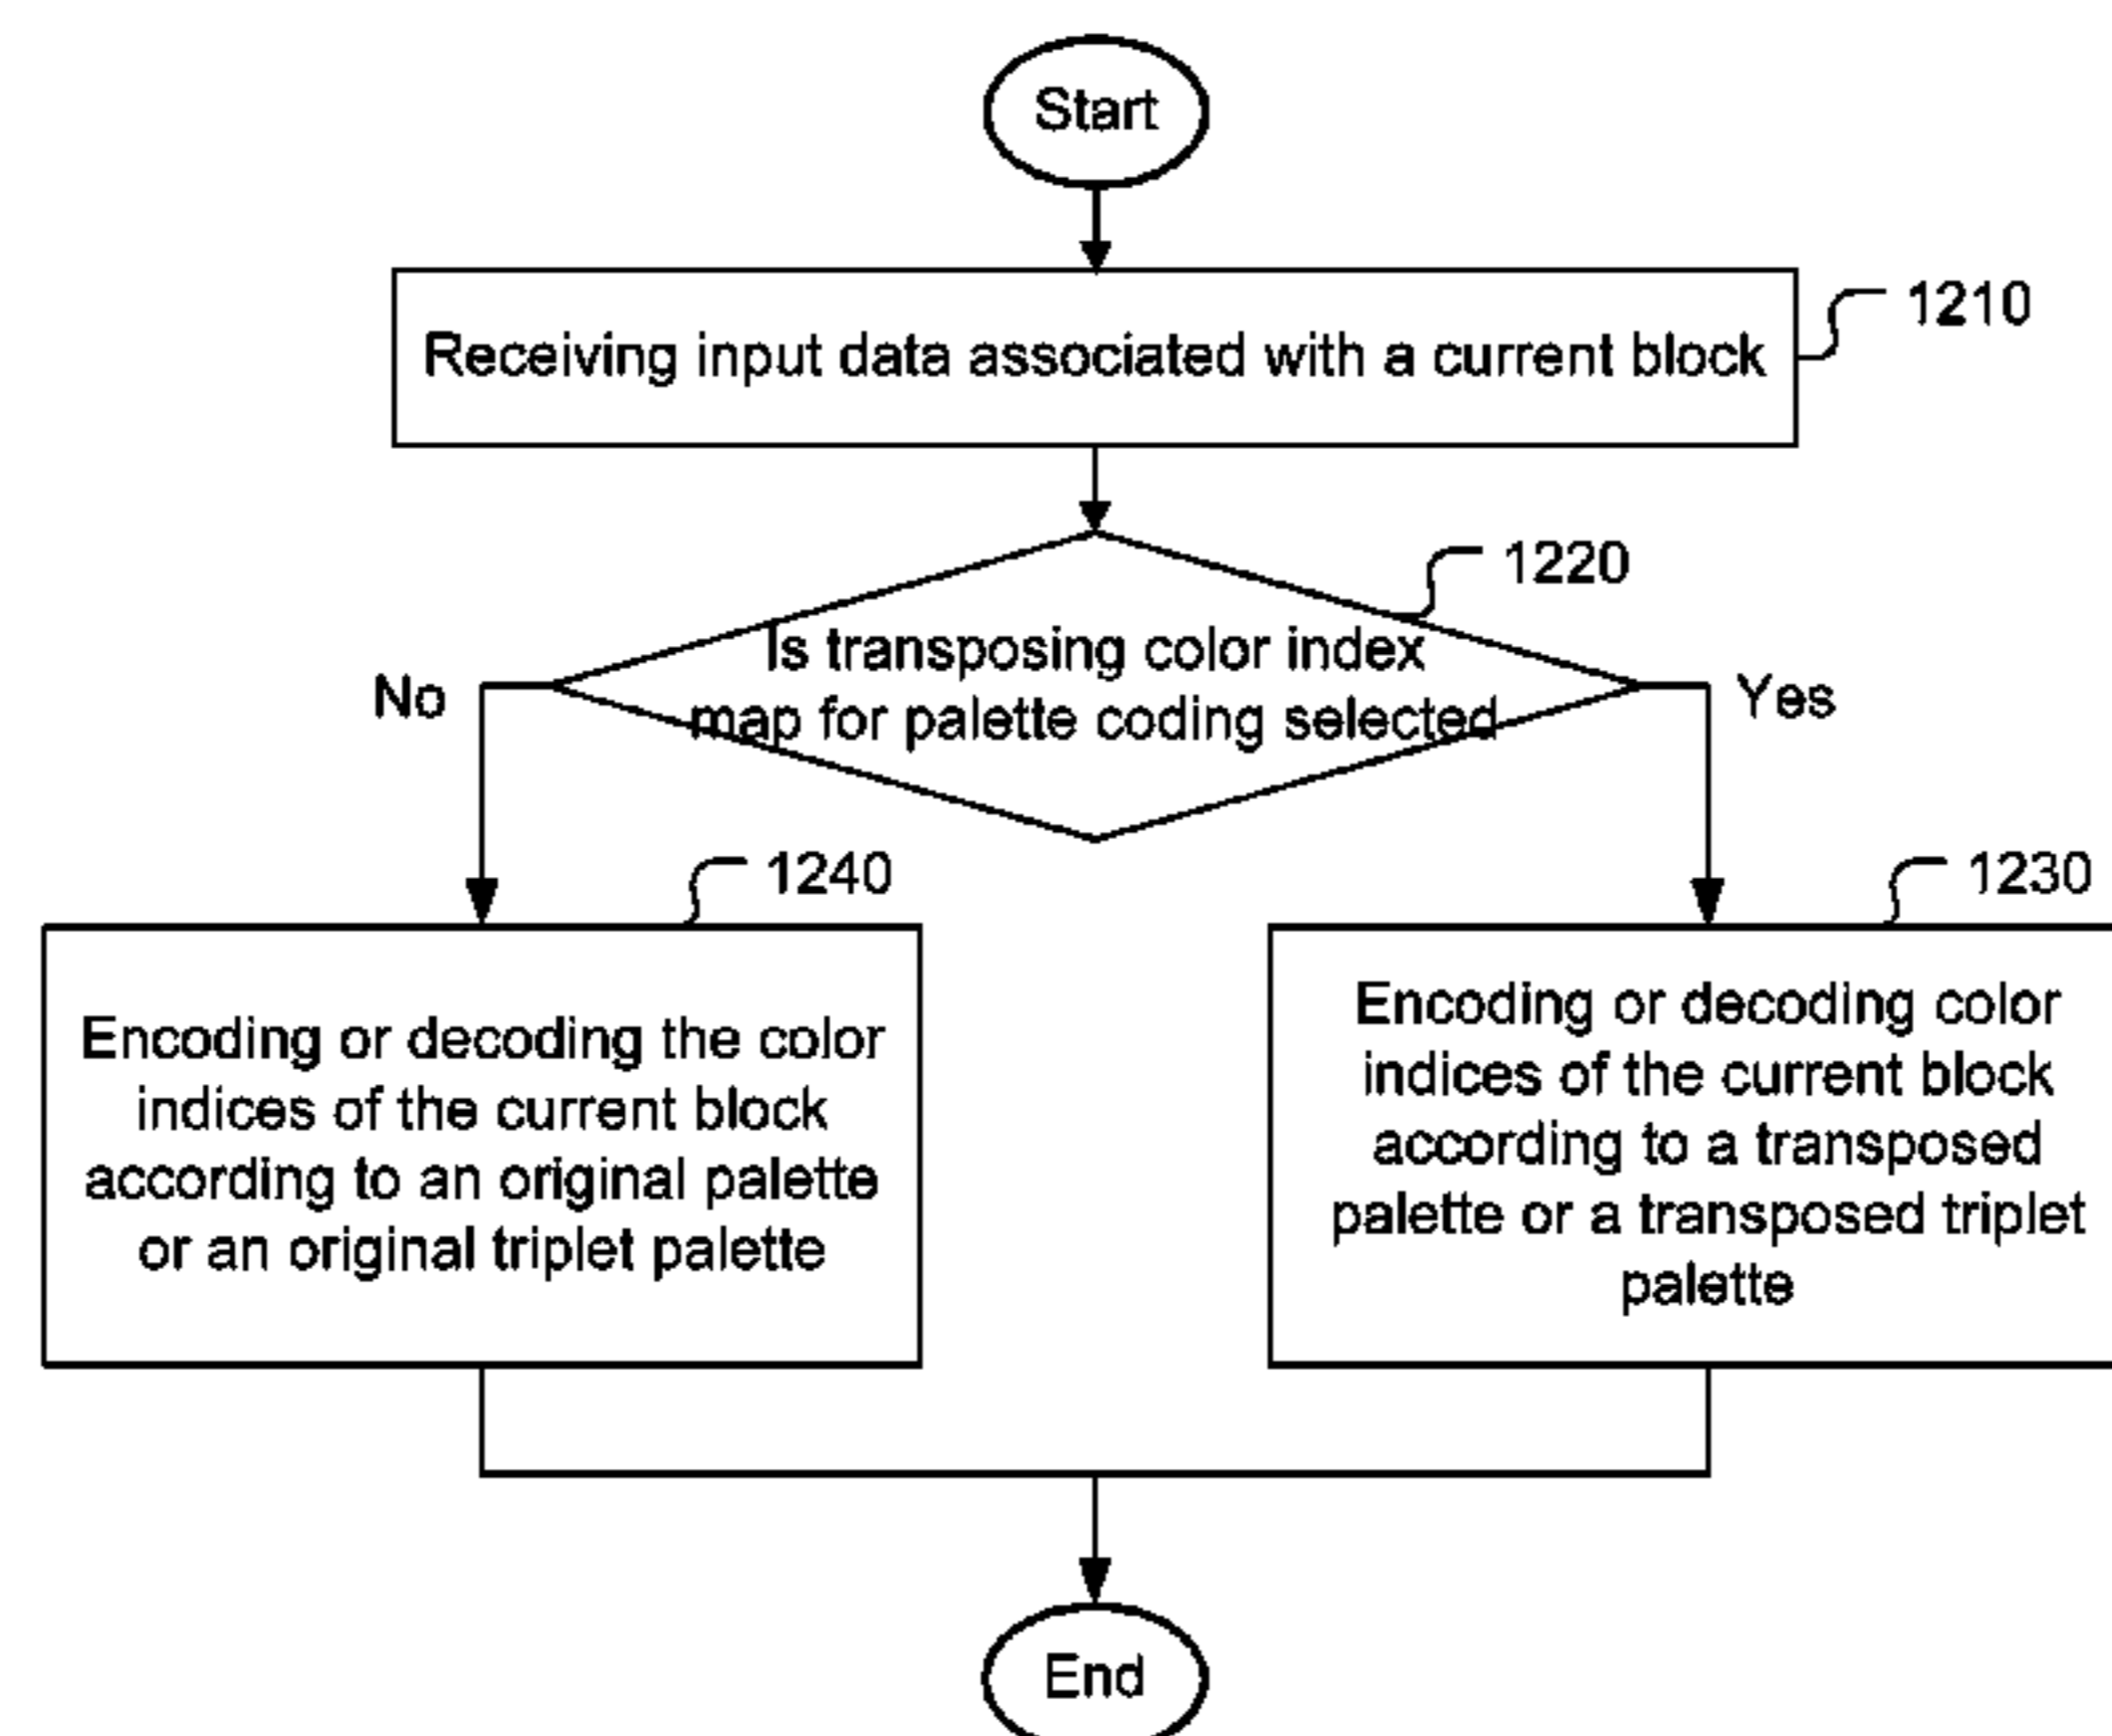 Start
Receiving input data associated with a current block
1210
1220
Is transposing color index
map for palette coding selected
No
Yes
1240
Encoding or decoding the color
indices of the current block
according to an original palette
or an original triplet palette
1230
Encoding or decoding color
indices of the current block
according to a transposed
palette or a transposed triplet
palette
End